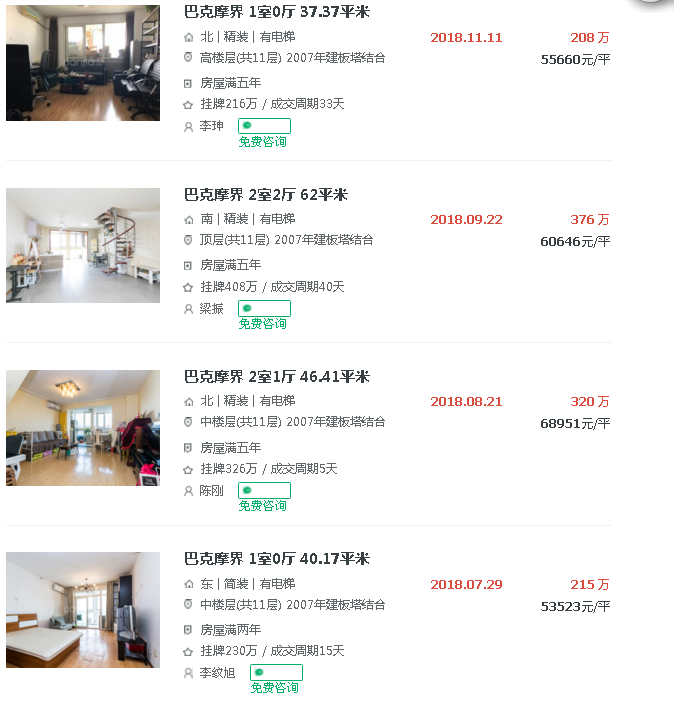 巴克摩界 1室0厅 37.37平米
北 | 精装 | 有电梯 2018.11.11 208 万
高楼层(共11层) 2007年建板塔结合 55660元/平
房屋满五年
挂牌216万 / 成交周期33天
李珅
免费咨询
巴克摩界 2室2厅 62平米
南 | 精装 | 有电梯 2018.09.22 376 万
顶层(共11层) 2007年建板塔结合 60646元/平
房屋满五年
挂牌408万 / 成交周期40天
梁振
免费咨询
巴克摩界 2室1厅 46.41平米
北 | 精装 | 有电梯 2018.08.21 320 万
中楼层(共11层) 2007年建板塔结合 68951元/平
房屋满五年
挂牌326万 / 成交周期5天
陈刚
免费咨询
巴克摩界 1室0厅 40.17平米
东 | 简装 | 有电梯 2018.07.29 215 万
中楼层(共11层) 2007年建板塔结合 53523元/平
房屋满两年
挂牌230万 / 成交周期15天
李纹旭
免费咨询